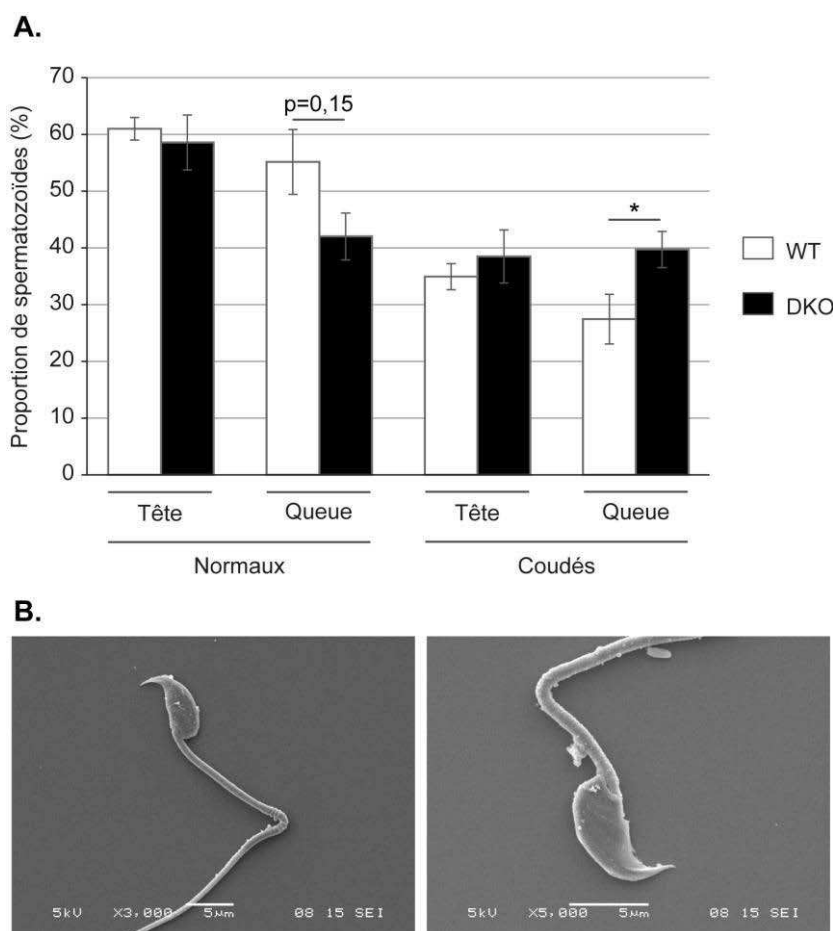 A.
Proportion de spermatozoïdes (%)
70
60
50
40
30
20
10
0
p=0,15
*
WT
DKO
Tête Queue Tête Queue
Normaux Coudés
B.
5kV X3,000 5µm 08 15 SEI
5kV X5,000 5µm 08 15 SEI